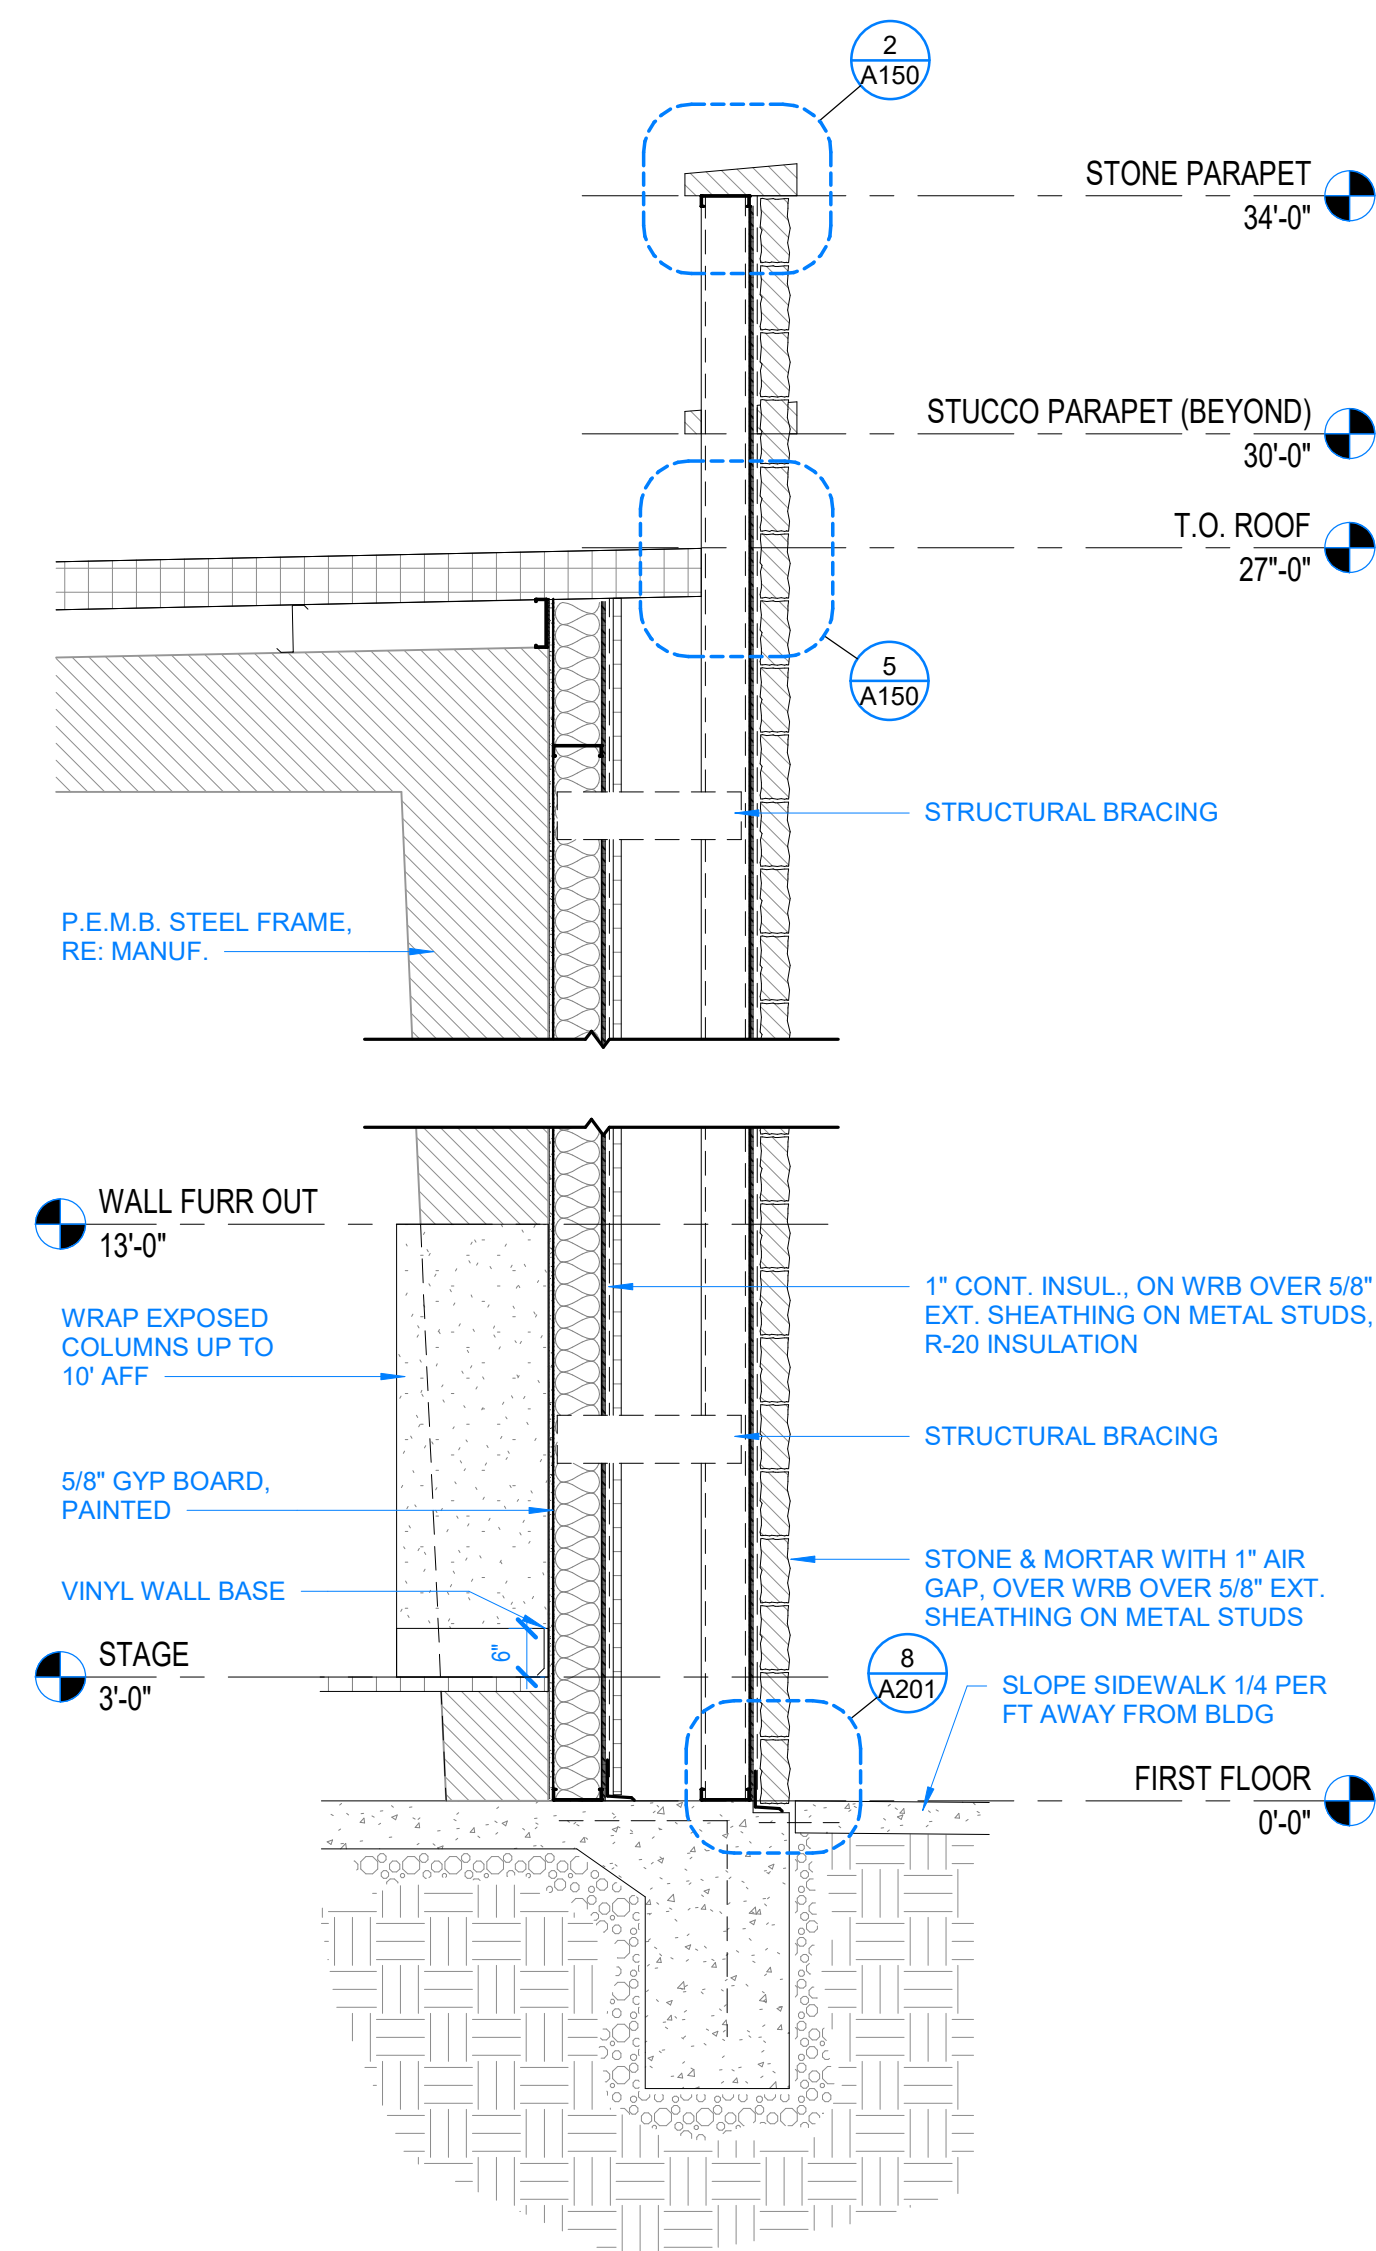 2
A150
STONE PARAPET
34'-0"
STUCCO PARAPET (BEYOND)
30'-0"
T.O. ROOF
27"-0"
5
A150
STRUCTURAL BRACING
P.E.M.B. STEEL FRAME,
RE: MANUF.
WALL FURR OUT
13'-0"
1" CONT. INSUL., ON WRB OVER 5/8"
EXT. SHEATHING ON METAL STUDS,
R-20 INSULATION
WRAP EXPOSED
COLUMNS UP TO
10' AFF
STRUCTURAL BRACING
5/8" GYP BOARD,
PAINTED
STONE & MORTAR WITH 1" AIR
GAP, OVER WRB OVER 5/8" EXT.
SHEATHING ON METAL STUDS
VINYL WALL BASE
6"
STAGE
3'-0"
8
A201
SLOPE SIDEWALK 1/4 PER
FT AWAY FROM BLDG
FIRST FLOOR
0'-0"